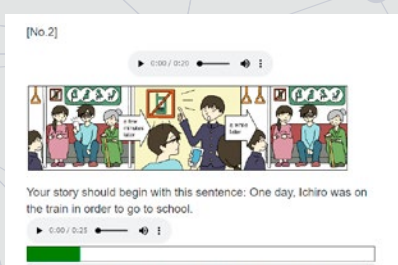 [No.2]
0:00 / 0:20
a few
minutes
later
a while
later
Your story should begin with this sentence: One day, Ichiro was on
the train in order to go to school.
0:00 / 0:25